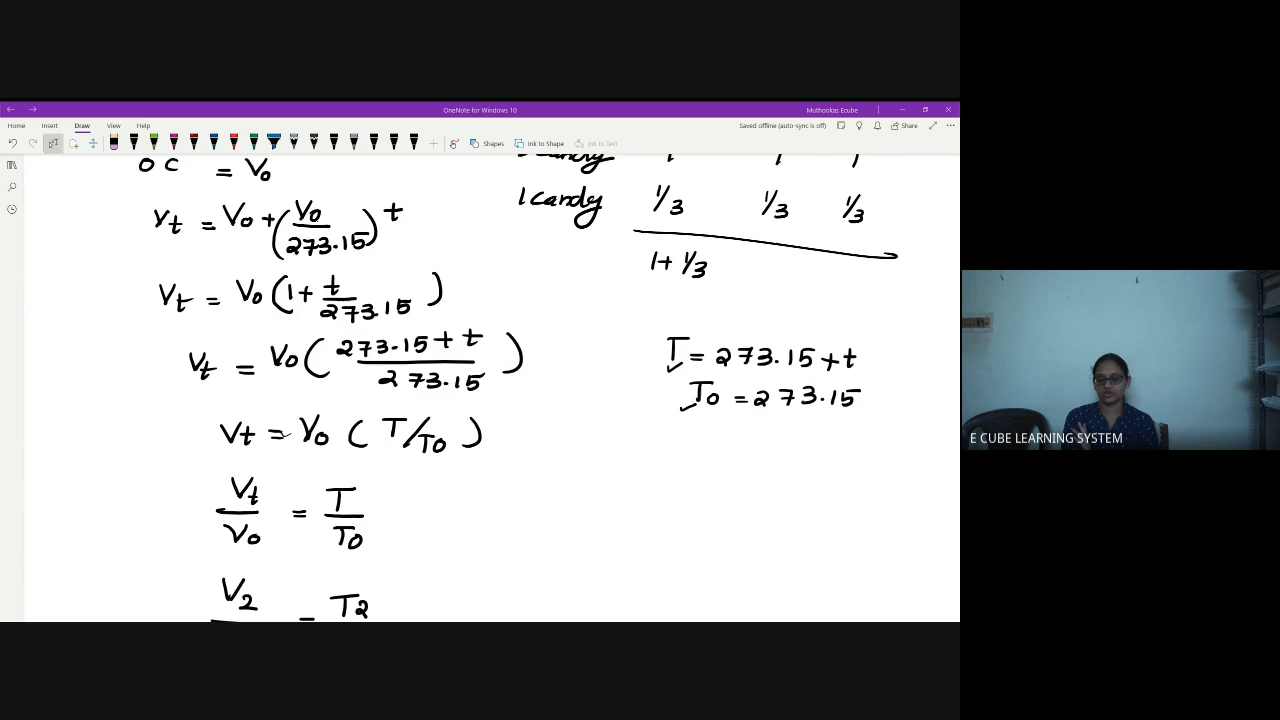 OneNote for Windows 10
Muthookas Ecube
Home Insert Draw View Help
Saved offline (auto-sync is off) Share
Shapes Ink to Shape Ink to Text
0 C = V0
Vt = V0 + (V0/273.15) t
Vt = V0 (1 + t/273.15)
Vt = V0 (273.15 + t/273.15)
Vt = V0 (T/T0)
Vt/V0 = T/T0
V2 = T2
1 candy 1/3 1/3 1/3
1 + 1/3
T = 273.15 + t
T0 = 273.15
E CUBE LEARNING SYSTEM